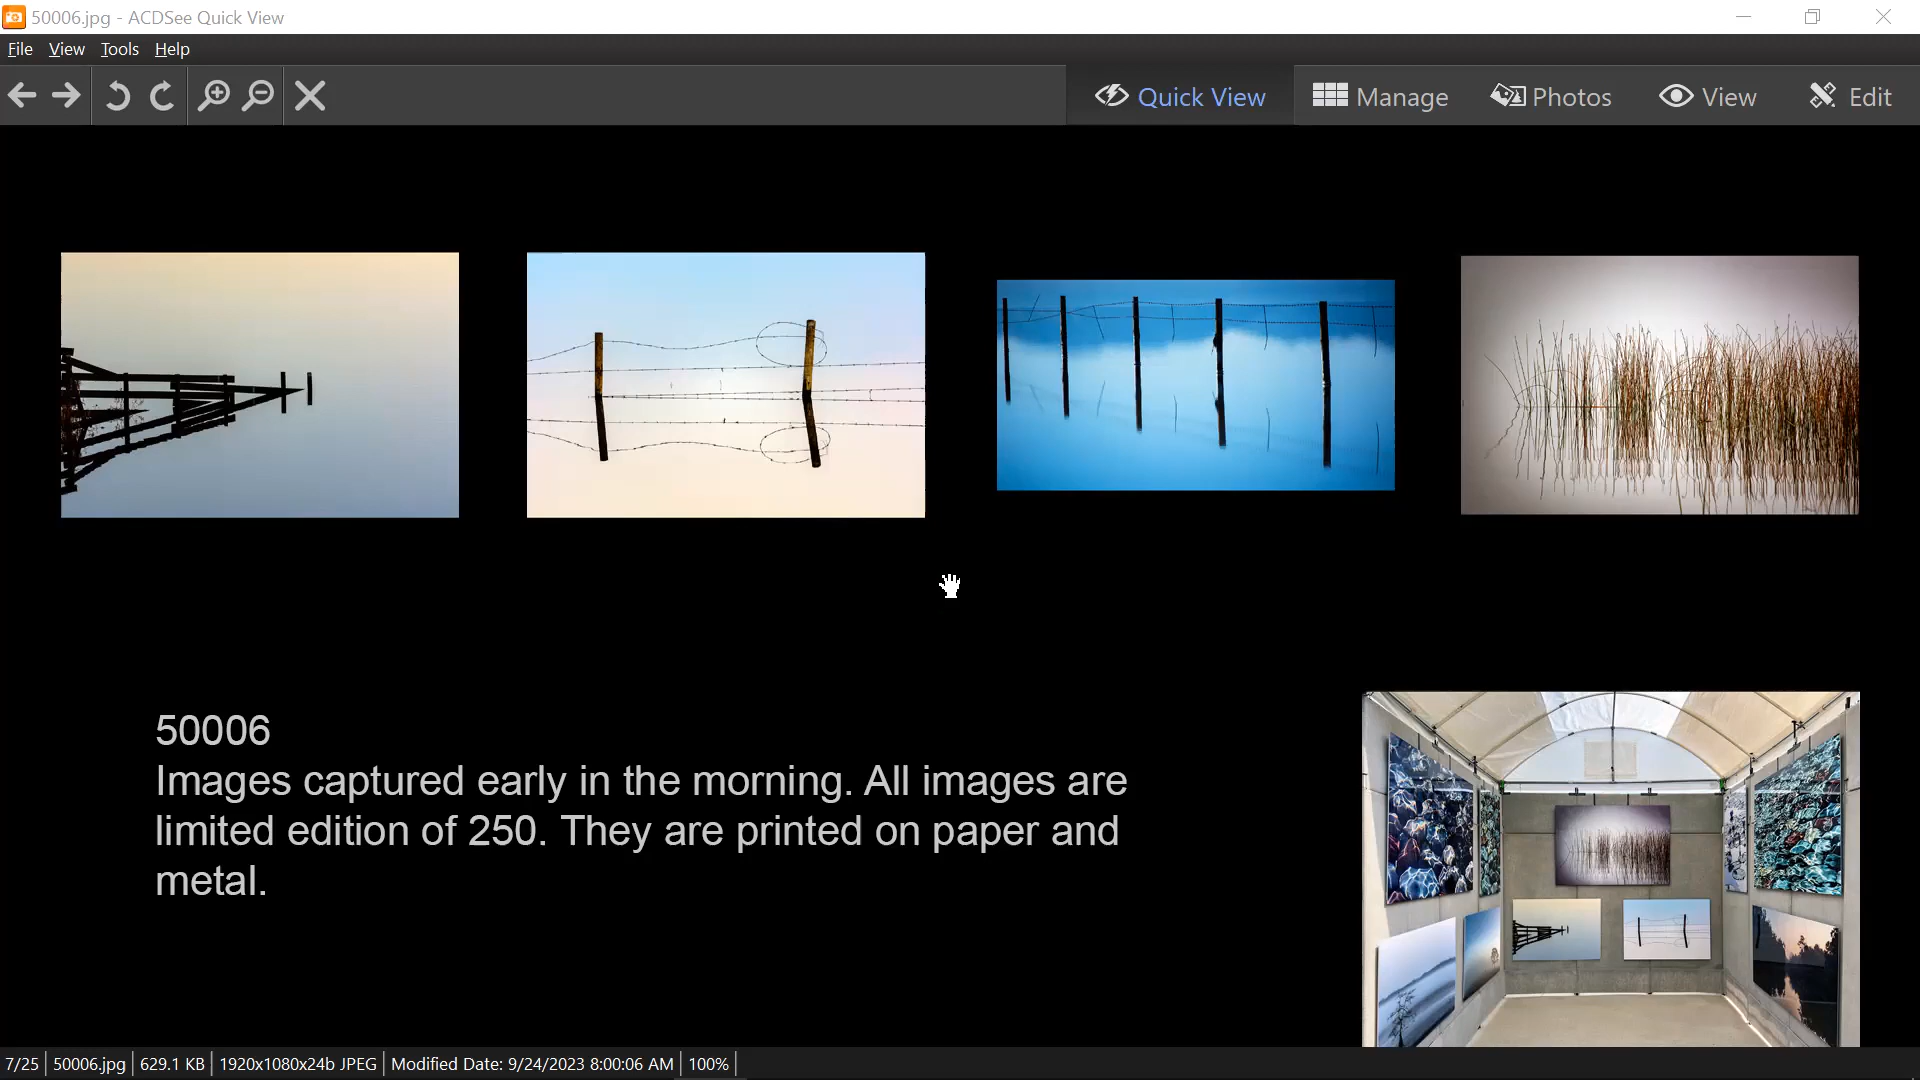 50006.jpg - ACDSee Quick View
File View Tools Help
Quick View Manage Photos View Edit
50006
Images captured early in the morning. All images are
limited edition of 250. They are printed on paper and
metal.
7/25 50006.jpg 629.1 KB 1920x1080x24b JPEG Modified Date: 9/24/2023 8:00:06 AM 100%